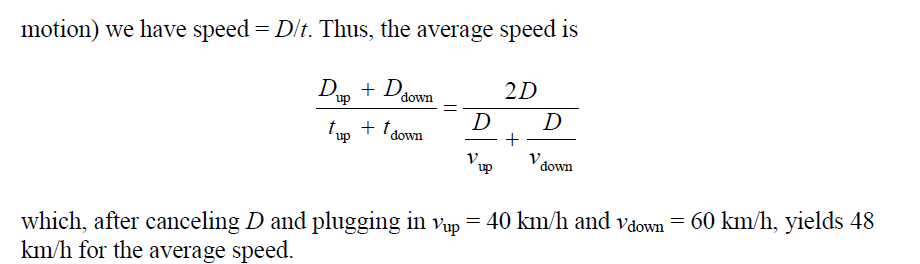 motion) we have speed = D/t. Thus, the average speed is
D_up + D_down / t_up + t_down = 2D / D/v_up + D/v_down
which, after canceling D and plugging in v_up = 40 km/h and v_down = 60 km/h, yields 48
km/h for the average speed.